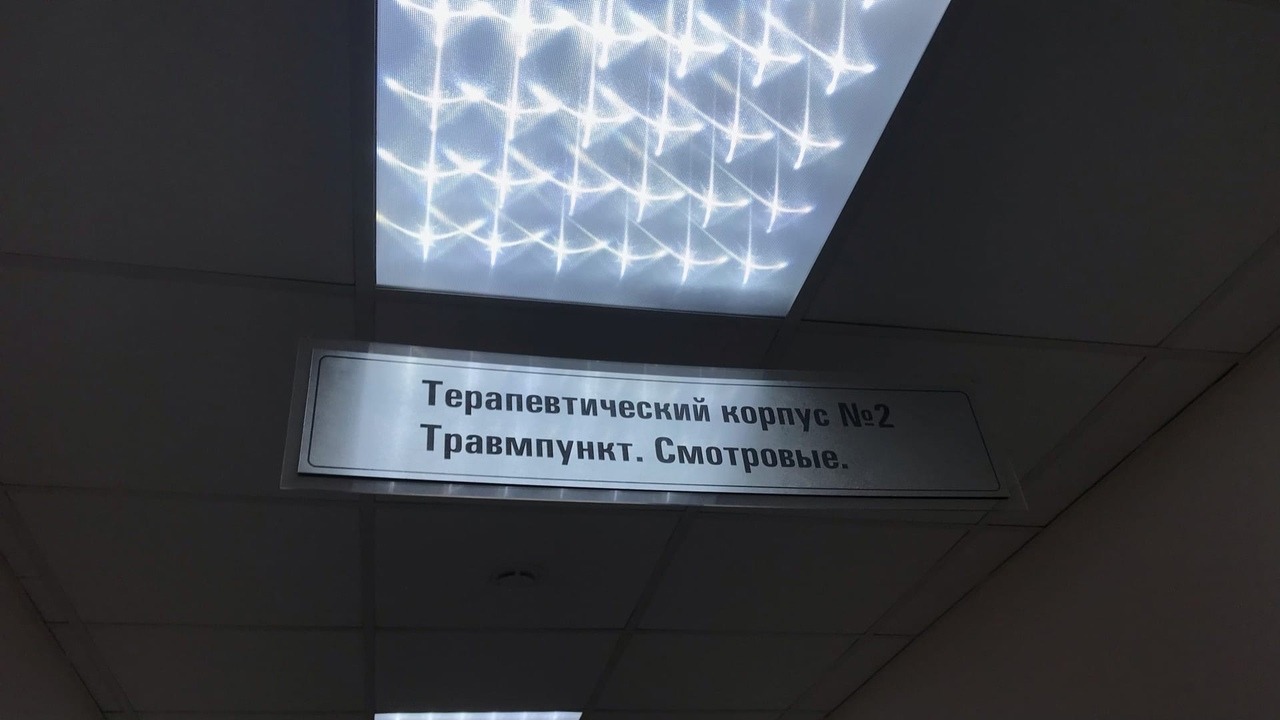 Терапевтический корпус №2
Травмпункт. Смотровые.